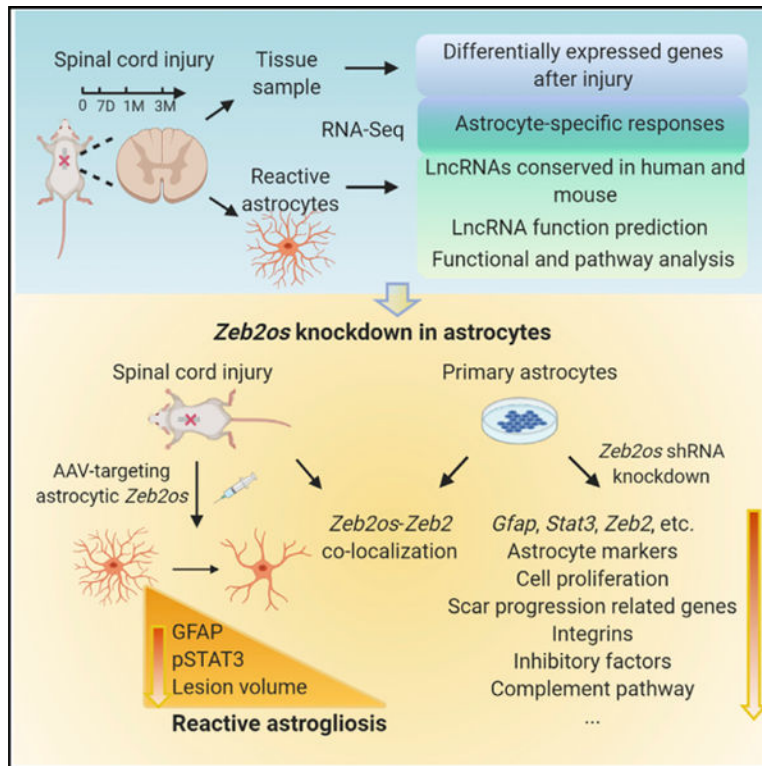 Spinal cord injury
0 7D 1M 3M
Tissue
sample
RNA-Seq
Reactive
astrocytes
Differentially expressed genes
after injury
Astrocyte-specific responses
LncRNAs conserved in human and
mouse
LncRNA function prediction
Functional and pathway analysis
Zeb2os knockdown in astrocytes
Spinal cord injury
AAV-targeting
astrocytic Zeb2os
GFAP
pSTAT3
Lesion volume
Reactive astrogliosis
Zeb2os-Zeb2
co-localization
Primary astrocytes
Zeb2os shRNA
knockdown
Gfap, Stat3, Zeb2, etc.
Astrocyte markers
Cell proliferation
Scar progression related genes
Integrins
Inhibitory factors
Complement pathway
...